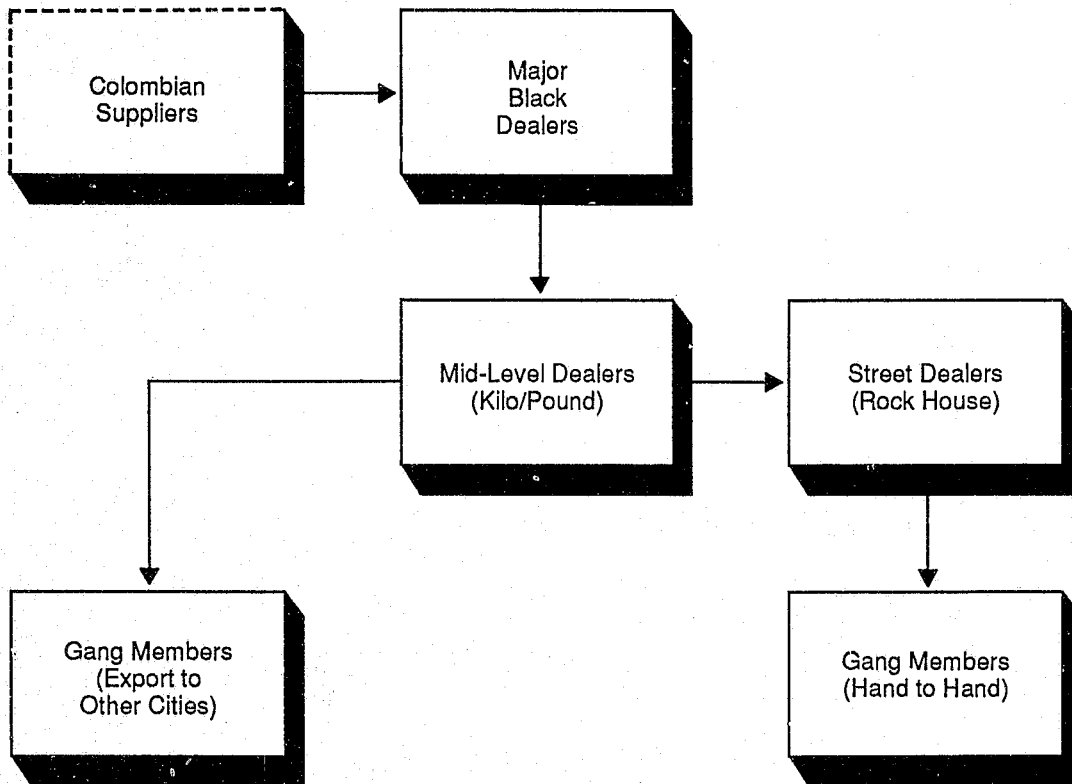 Colombian
Suppliers
Major
Black
Dealers
Mid-Level Dealers
(Kilo/Pound)
Street Dealers
(Rock House)
Gang Members
(Export to
Other Cities)
Gang Members
(Hand to Hand)